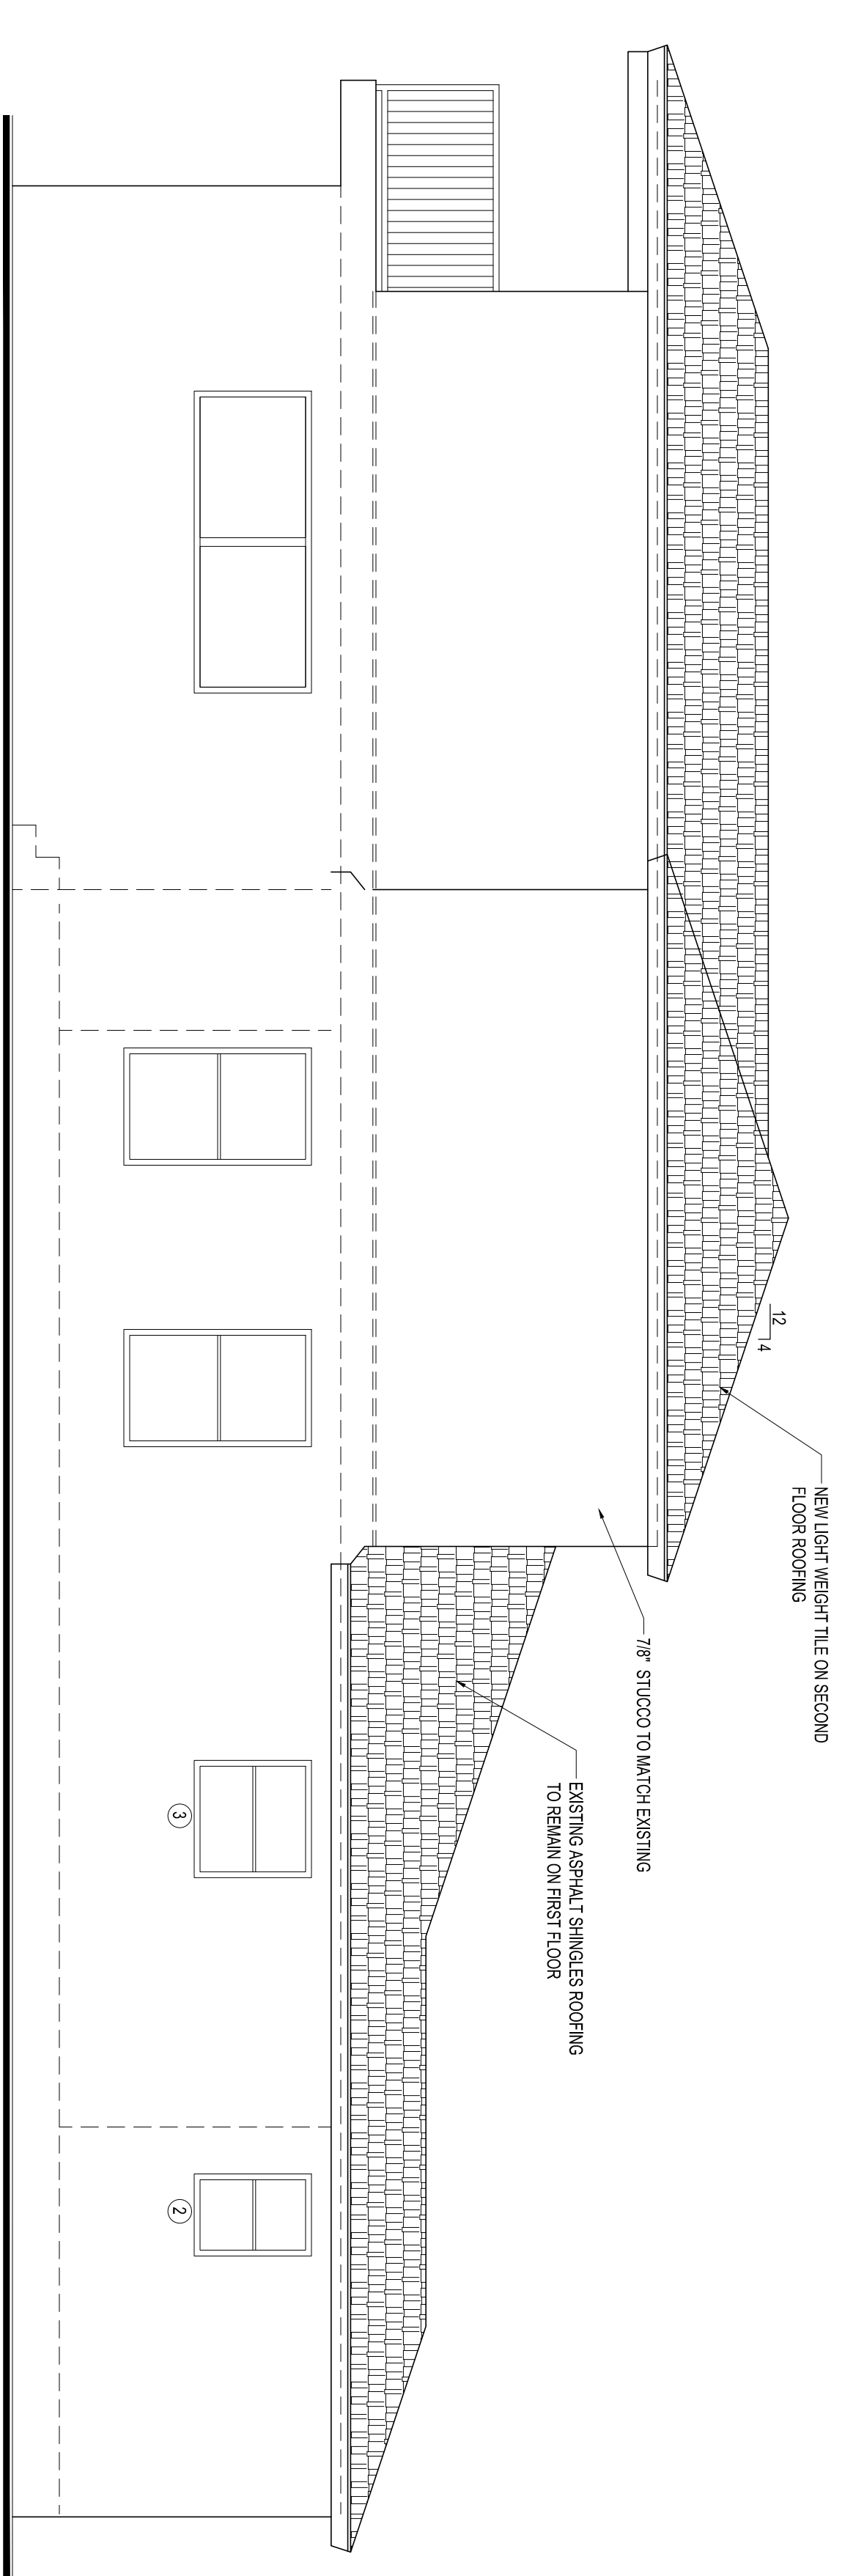 12
4
NEW LIGHT WEIGHT TILE ON SECOND
FLOOR ROOFING
7/8" STUCCO TO MATCH EXISTING
EXISTING ASPHALT SHINGLES ROOFING
TO REMAIN ON FIRST FLOOR
3
2